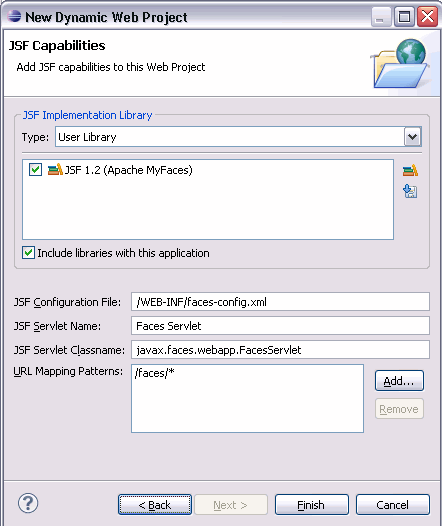 New Dynamic Web Project
JSF Capabilities
Add JSF capabilities to this Web Project
JSF Implementation Library
Type: User Library
JSF 1.2 (Apache MyFaces)
Include libraries with this application
JSF Configuration File: /WEB-INF/faces-config.xml
JSF Servlet Name: Faces Servlet
JSF Servlet Classname: javax.faces.webapp.FacesServlet
URL Mapping Patterns: /faces/*
Add...
Remove
? < Back Next > Finish Cancel